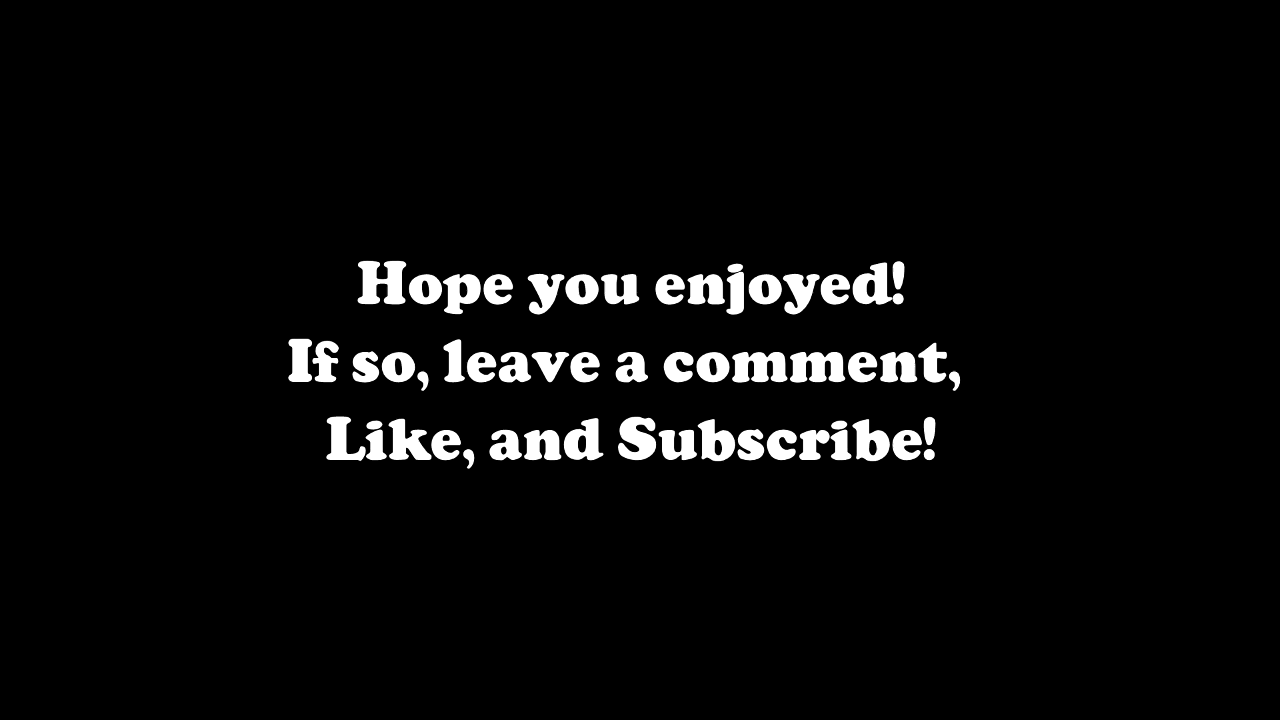 Hope you enjoyed!
If so, leave a comment,
Like, and Subscribe!